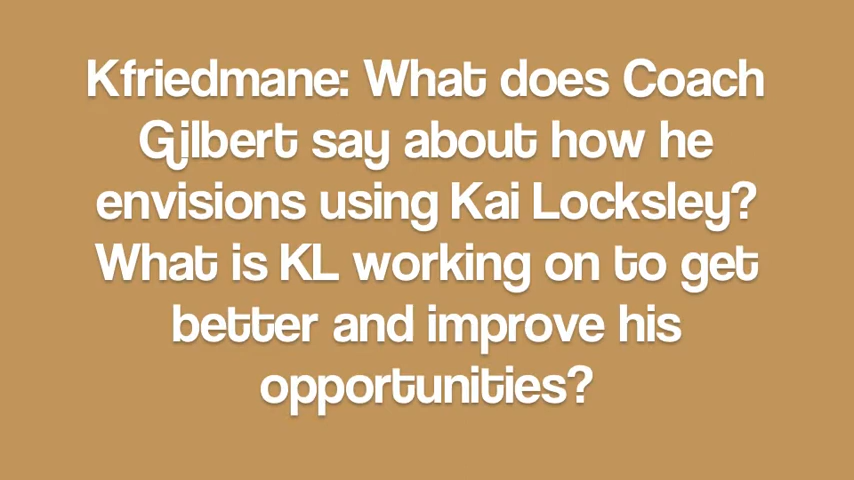 Kfriedmane: What does Coach
Gilbert say about how he
envisions using Kai Locksley?
What is KL working on to get
better and improve his
opportunities?